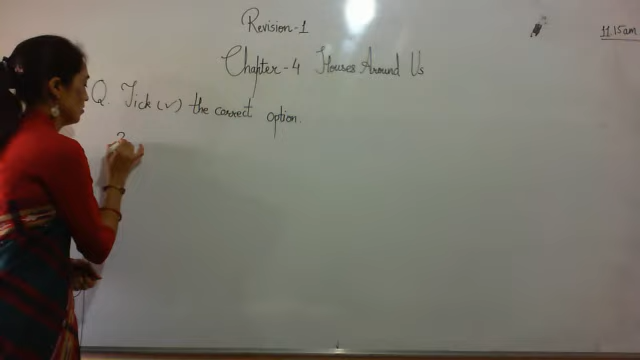 Revision-1
11.15am
Chapter-4 Houses Around Us
Q. Tick (✓) the correct option.